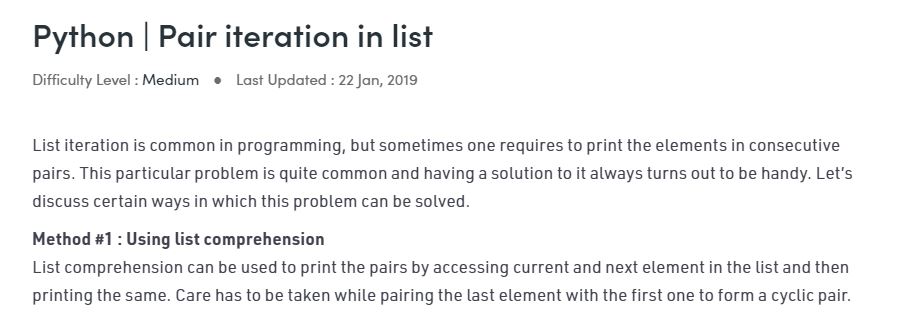 Python | Pair iteration in list
Difficulty Level : Medium ● Last Updated : 22 Jan, 2019
List iteration is common in programming, but sometimes one requires to print the elements in consecutive
pairs. This particular problem is quite common and having a solution to it always turns out to be handy. Let’s
discuss certain ways in which this problem can be solved.
Method #1 : Using list comprehension
List comprehension can be used to print the pairs by accessing current and next element in the list and then
printing the same. Care has to be taken while pairing the last element with the first one to form a cyclic pair.